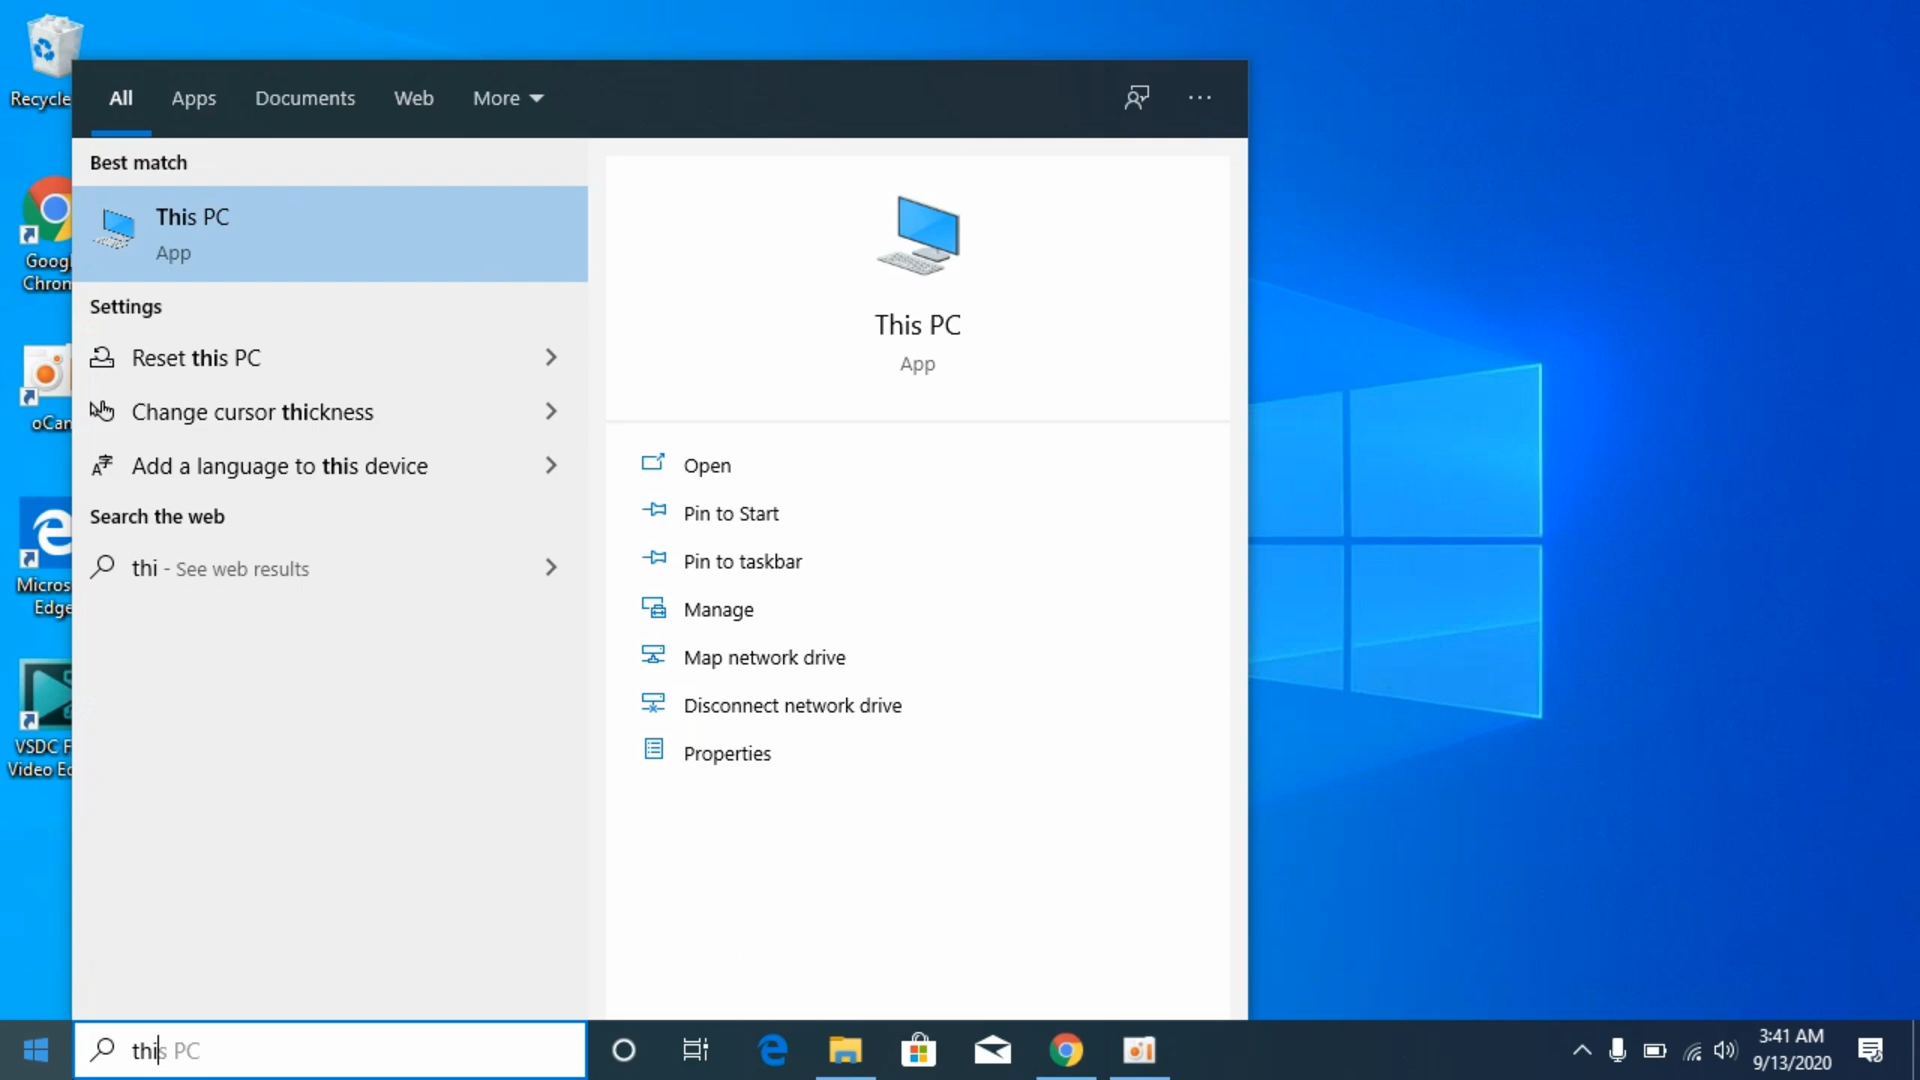 Recycle
All Apps Documents Web More
Best match
This PC
App
Settings
Reset this PC
Change cursor thickness
Add a language to this device
Search the web
thi - See web results
This PC
App
Open
Pin to Start
Pin to taskbar
Manage
Map network drive
Disconnect network drive
Properties
Googl
Chron
oCan
Micros
Edge
VSDC F
Video Ed
this PC
3:41 AM
9/13/2020